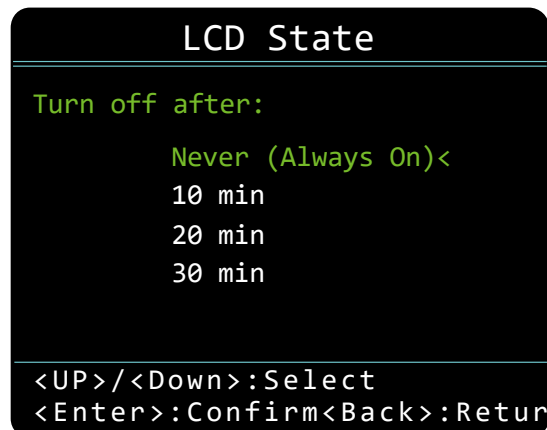 LCD State
Turn off after:
Never (Always On)<
10 min
20 min
30 min
<UP>/<Down>:Select
<Enter>:Confirm<Back>:Retur